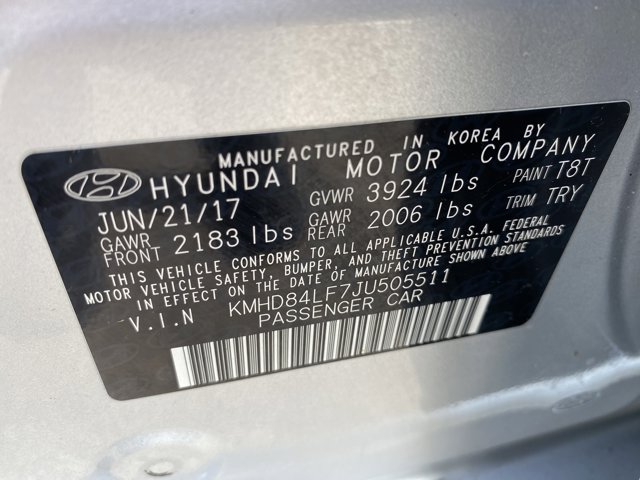 MANUFACTURED IN KOREA BY
HYUNDAI MOTOR COMPANY
JUN/21/17 GVWR 3924 lbs PAINT T8T
GAWR FRONT 2183 lbs GAWR REAR 2006 lbs TRIM TRY
THIS VEHICLE CONFORMS TO ALL APPLICABLE U.S.A. FEDERAL
MOTOR VEHICLE SAFETY, BUMPER, AND THEFT PREVENTION STANDARDS
IN EFFECT ON THE DATE OF MANUFACTURE SHOWN ABOVE
V.I.N KMHD84LF7JU505511
PASSENGER CAR